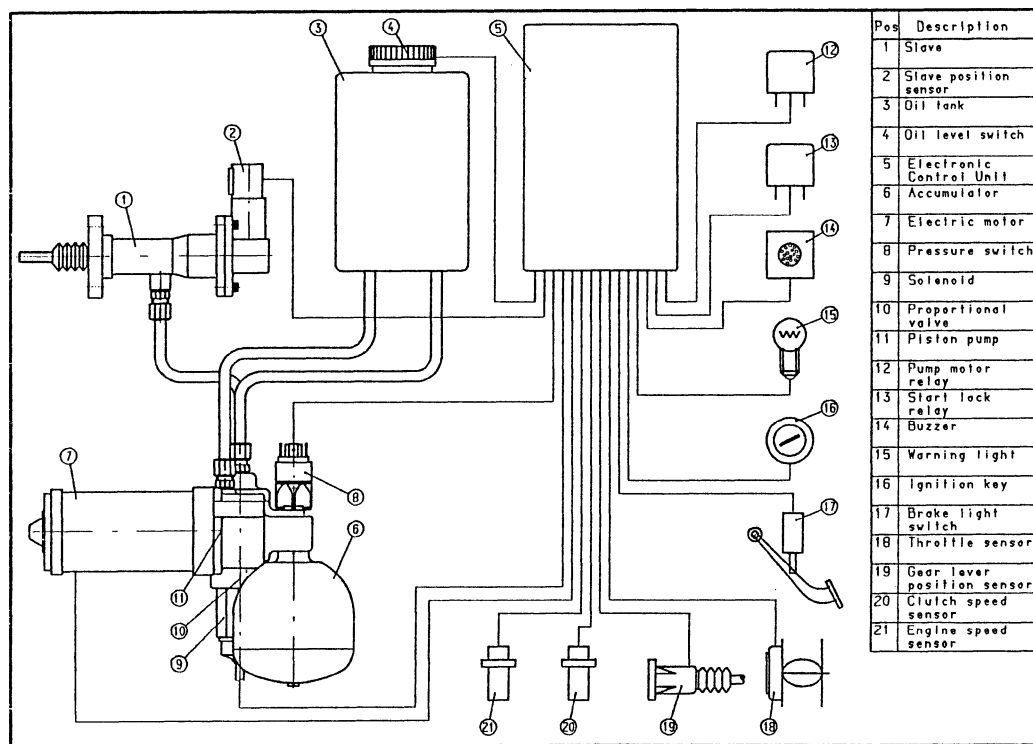 3
4
5
12
13
14
15
16
17
2
1
7
8
6
11
10
9
21
20
19
18
Pos Description
1 Slave
2 Slave position
sensor
3 Oil tank
4 Oil level switch
5 Electronic
Control Unit
6 Accumulator
7 Electric motor
8 Pressure switch
9 Solenoid
10 Proportional
valve
11 Piston pump
12 Pump motor
relay
13 Start lock
relay
14 Buzzer
15 Warning light
16 Ignition key
17 Brake light
switch
18 Throttle sensor
19 Gear lever
position sensor
20 Clutch speed
sensor
21 Engine speed
sensor